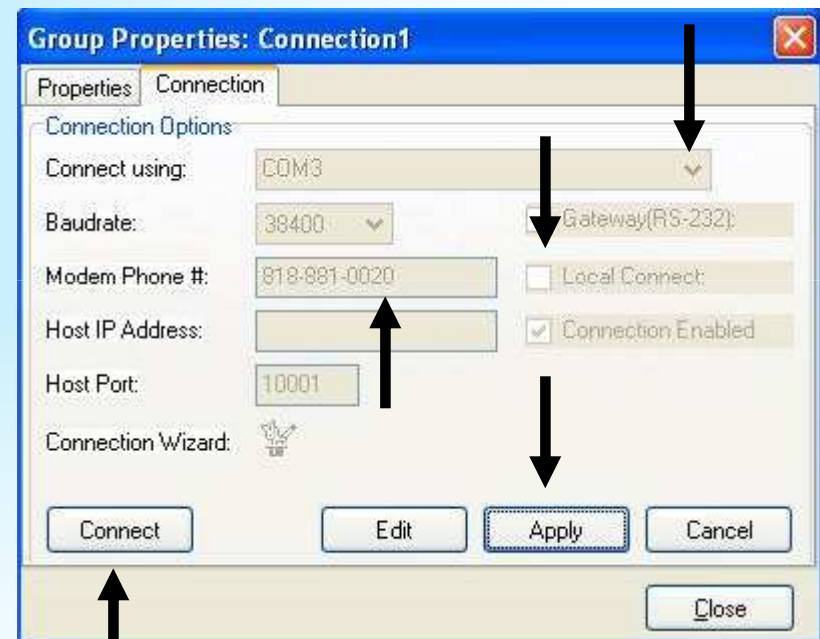 Group Properties: Connection1
Properties Connection
Connection Options
Connect using: COM3
Baudrate: 38400 Gateway(RS-232):
Modem Phone #: 818-881-0020 Local Connect:
Host IP Address: Connection Enabled
Host Port: 10001
Connection Wizard:
Connect Edit Apply Cancel
Close